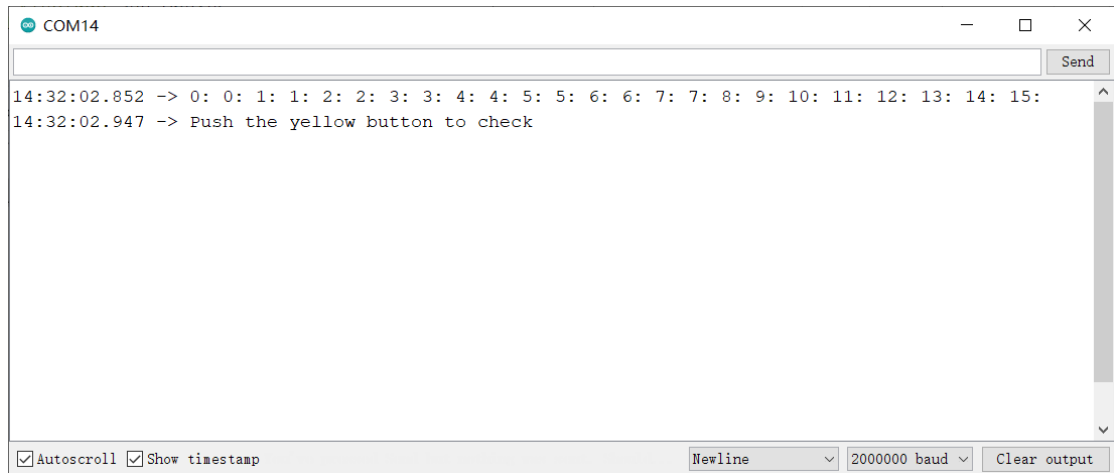 COM14
Send
14:32:02.852 -> 0: 0: 1: 1: 2: 2: 3: 3: 4: 4: 5: 5: 6: 6: 7: 7: 8: 9: 10: 11: 12: 13: 14: 15:
14:32:02.947 -> Push the yellow button to check
Autoscroll Show timestamp Newline 2000000 baud Clear output